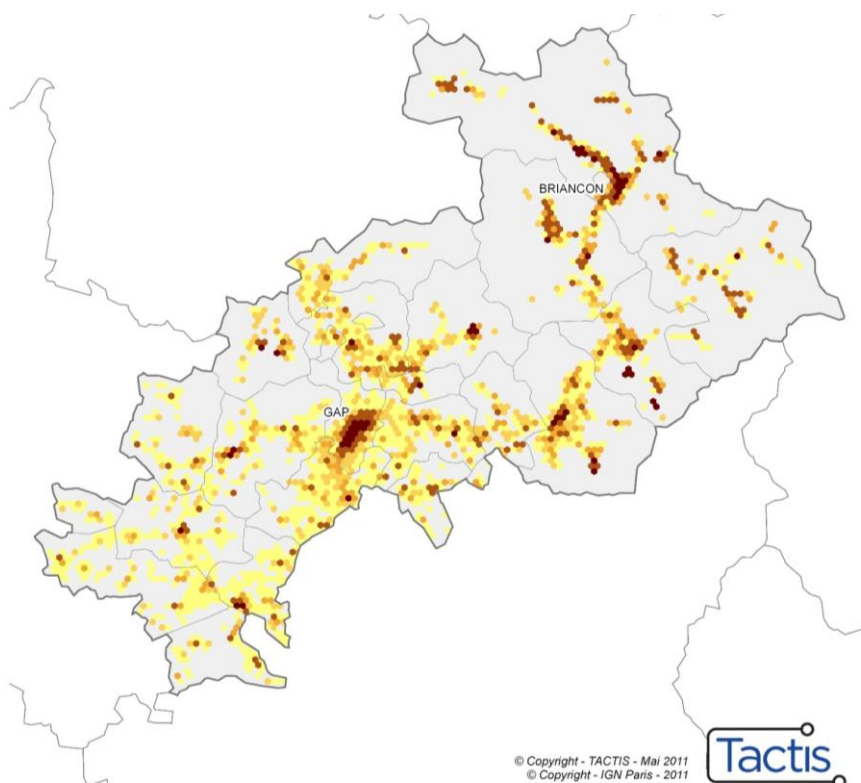 BRIANCON
GAP
© Copyright - TACTIS - Mai 2011
© Copyright - IGN Paris - 2011
Tactis